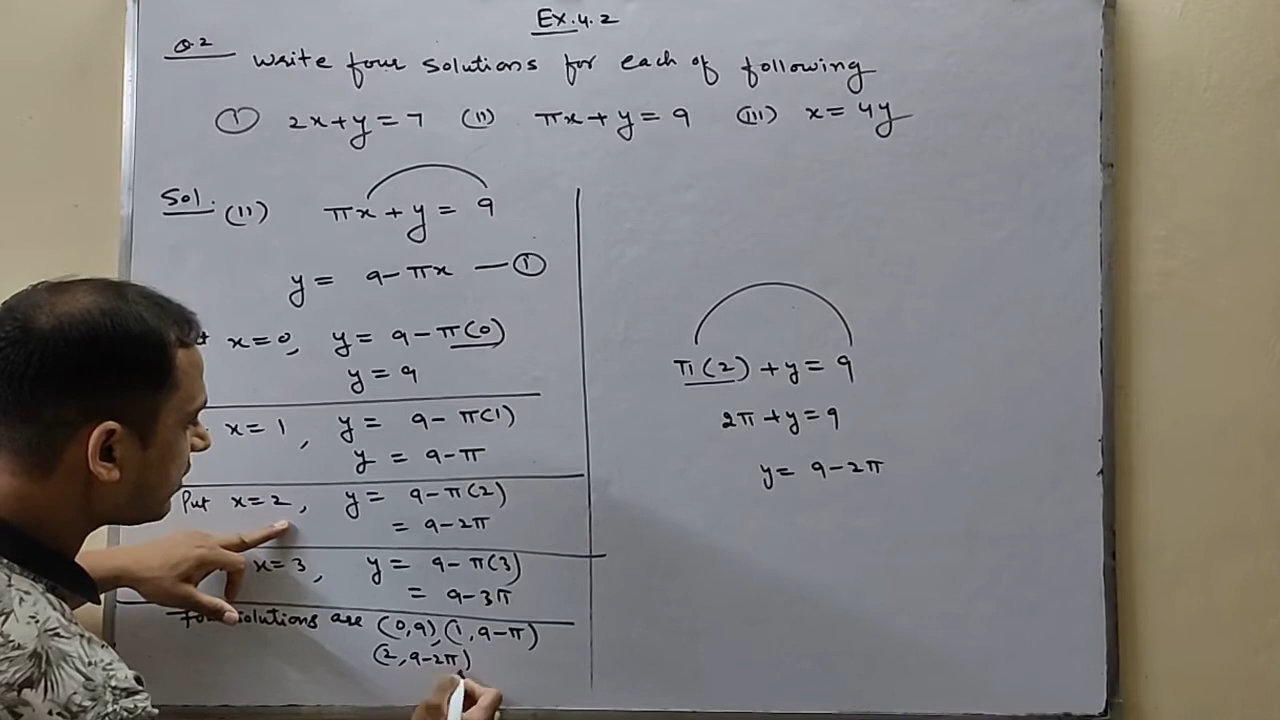 Ex.4.2
Q.2 Write four solutions for each of following
(i) 2x+y=7 (ii) πx+y=9 (iii) x=4y
Sol. (ii) πx+y=9
y= 9-πx —①
x=0, y= 9-π(0)
y=9
x=1, y= 9-π(1)
y = 9-π
Put x=2, y= 9-π(2)
= 9-2π
x=3, y= 9-π(3)
= 9-3π
solutions are (0,9),(1,9-π)
(2,9-2π)
π(2)+y=9
2π+y=9
y= 9-2π